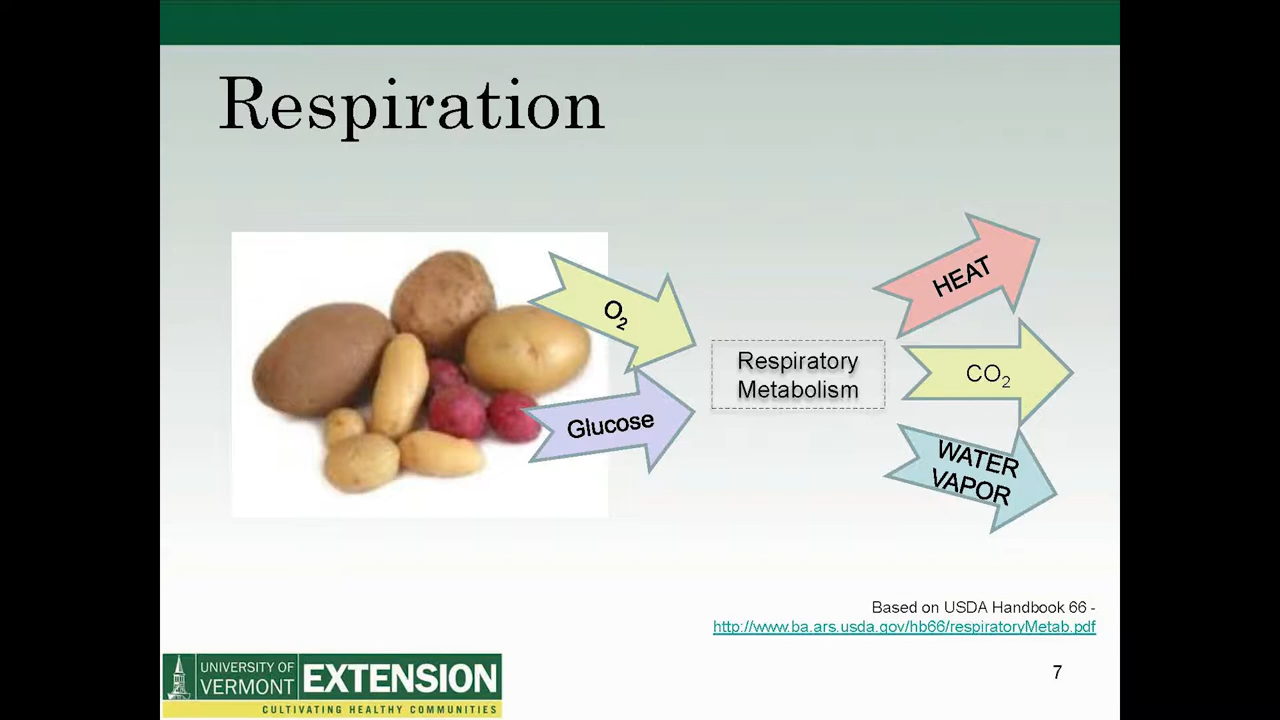 Respiration
O2
Glucose
Respiratory
Metabolism
HEAT
CO2
WATER
VAPOR
Based on USDA Handbook 66 -
http://www.ba.ars.usda.gov/hb66/respiratoryMetab.pdf
UNIVERSITY OF
VERMONT
EXTENSION
CULTIVATING HEALTHY COMMUNITIES
7